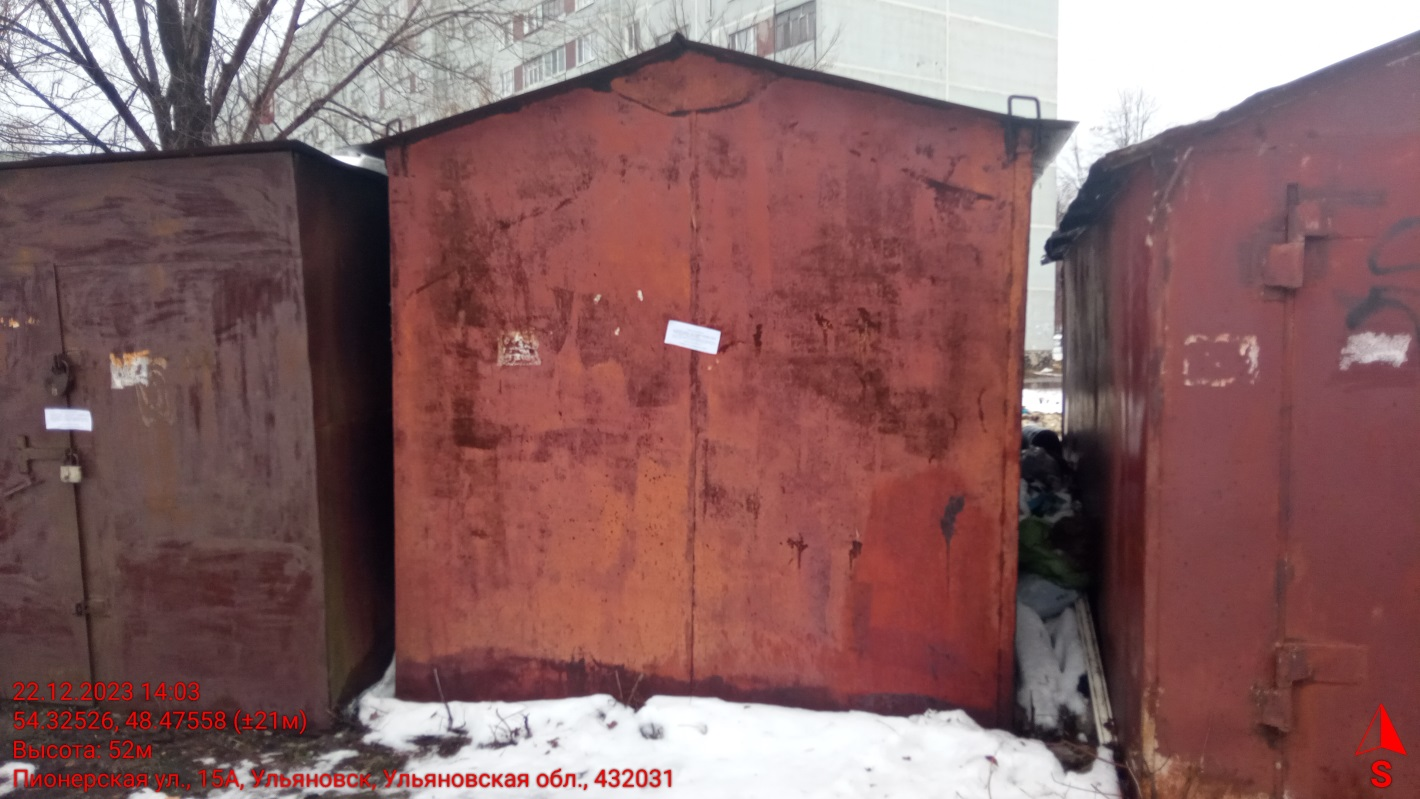 22.12.2023 14:03
54.32526, 48.47558 (±21м)
Высота: 52м
Пионерская ул., 15А, Ульяновск, Ульяновская обл., 432031
S